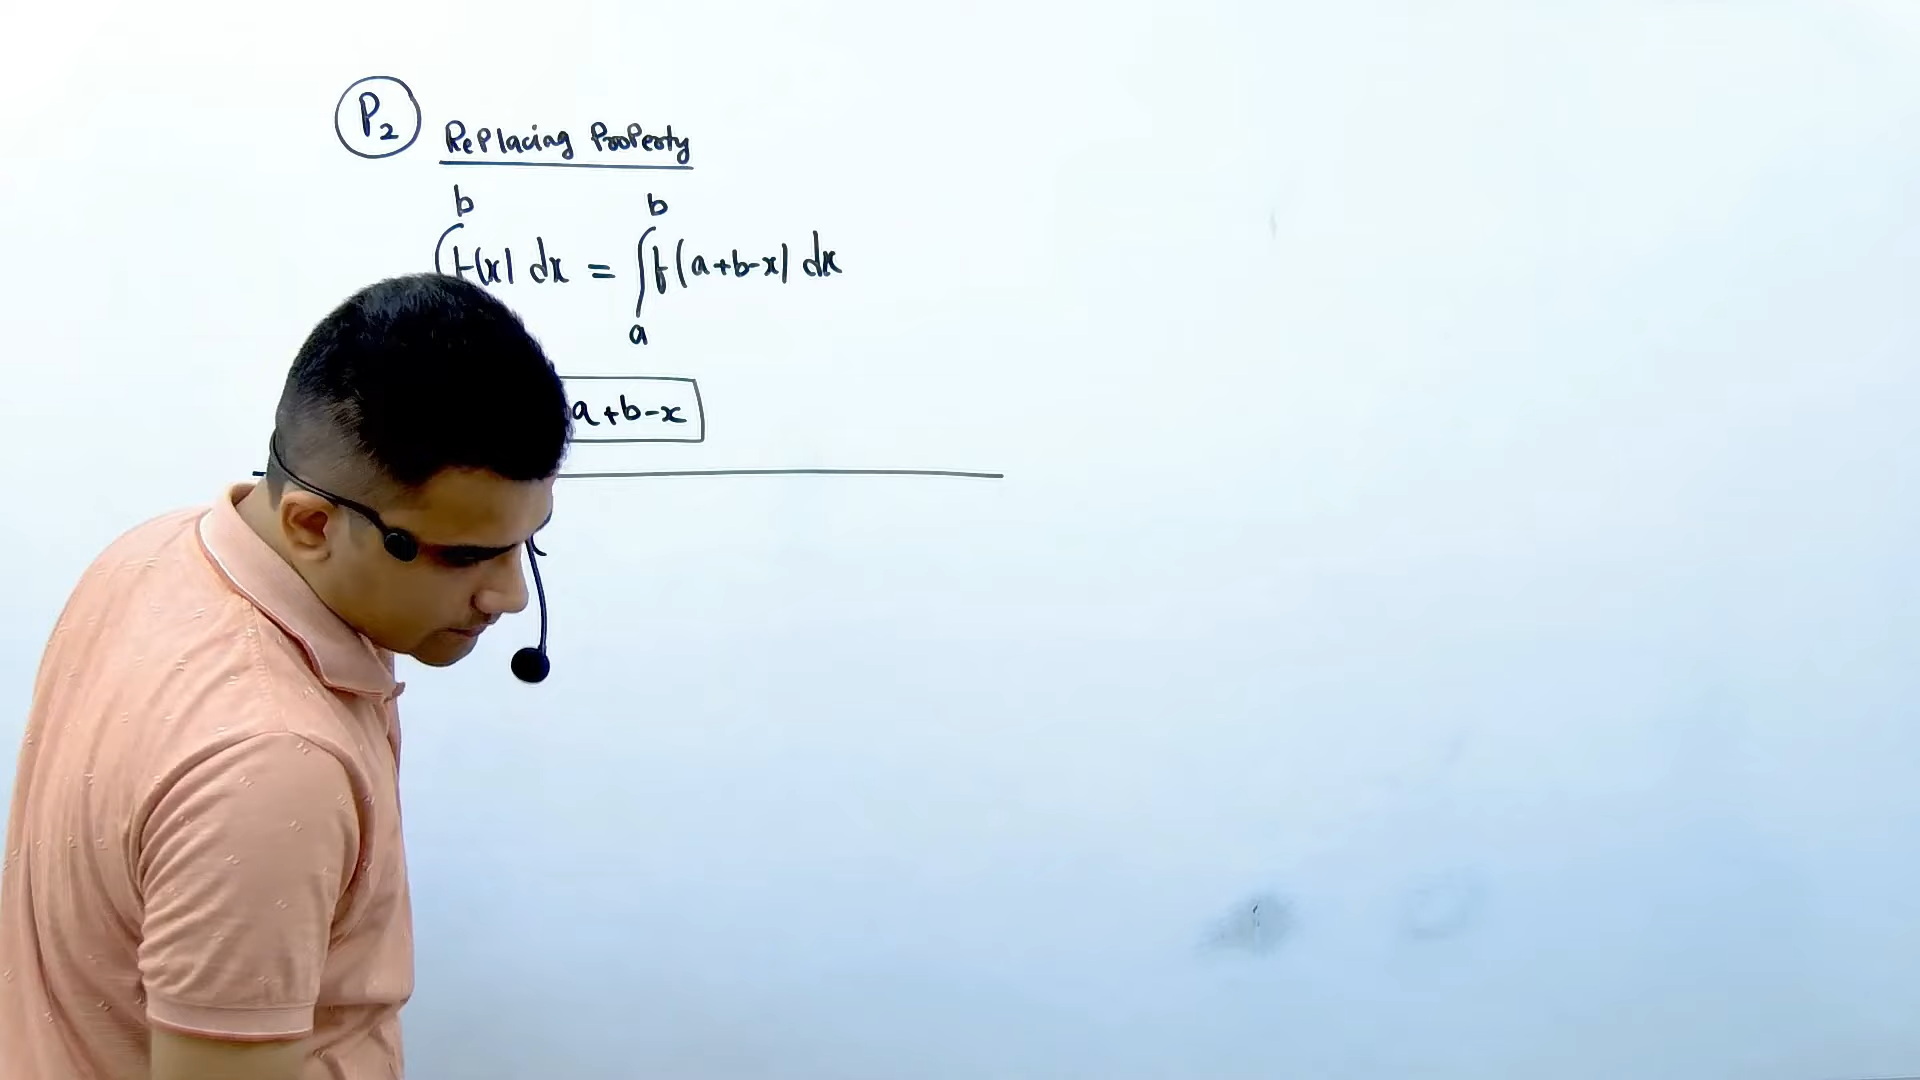 P₂ Replacing Property
b b
∫f(x) dx = ∫f(a+b-x) dx
a
a+b-x